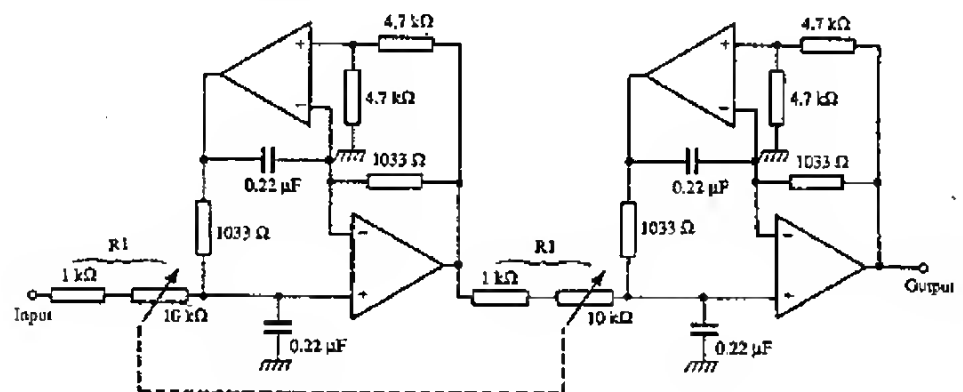 4.7 kΩ
4.7 kΩ
+
+
4.7 kΩ
4.7 kΩ
−
−
1033 Ω
1033 Ω
0.22 µF
0.22 µF
1033 Ω
1033 Ω
R1
R1
−
−
1 kΩ
1 kΩ
Input
10 kΩ
+
10 kΩ
+
Output
0.22 µF
0.22 µF